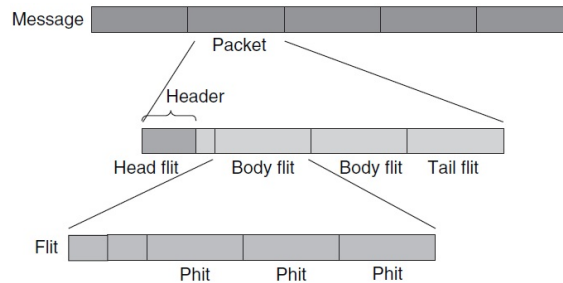 Message
Packet
Header
Head flit Body flit Body flit Tail flit
Flit
Phit Phit Phit